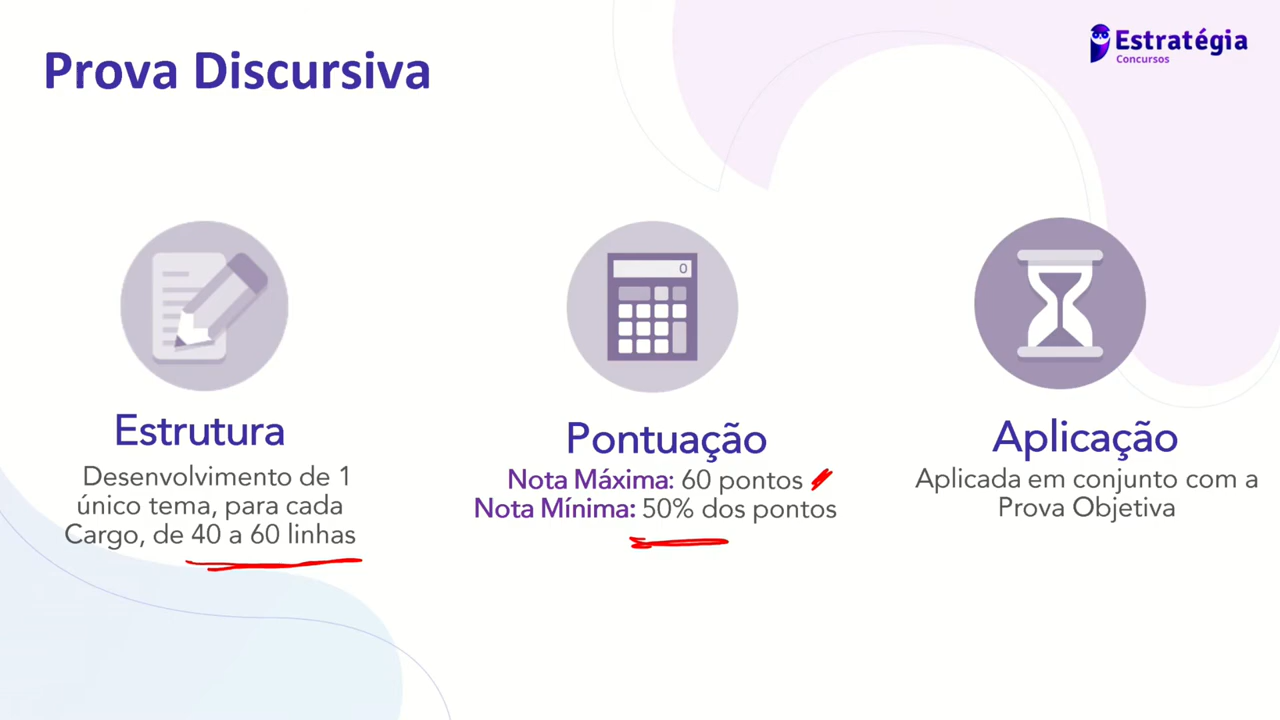 Prova Discursiva
Estratégia
Concursos
0
Estrutura
Desenvolvimento de 1
único tema, para cada
Cargo, de 40 a 60 linhas
Pontuação
Nota Máxima: 60 pontos
Nota Mínima: 50% dos pontos
Aplicação
Aplicada em conjunto com a
Prova Objetiva